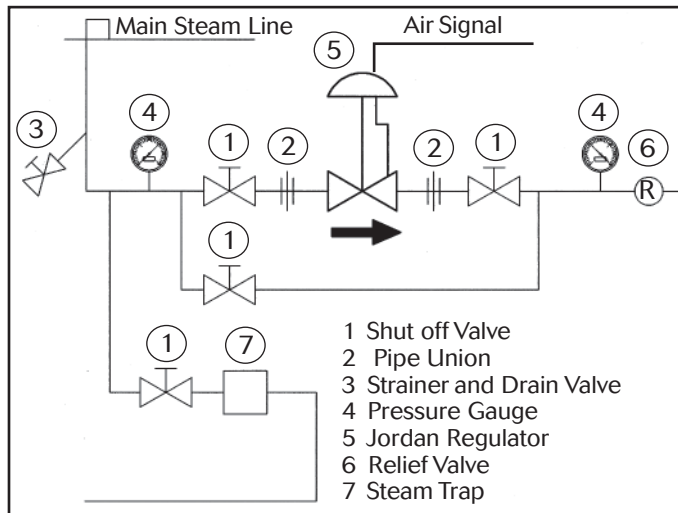 Main Steam Line
Air Signal
5
3
4
1
2
2
1
4
6
R
1
1
7
1 Shut off Valve
2 Pipe Union
3 Strainer and Drain Valve
4 Pressure Gauge
5 Jordan Regulator
6 Relief Valve
7 Steam Trap